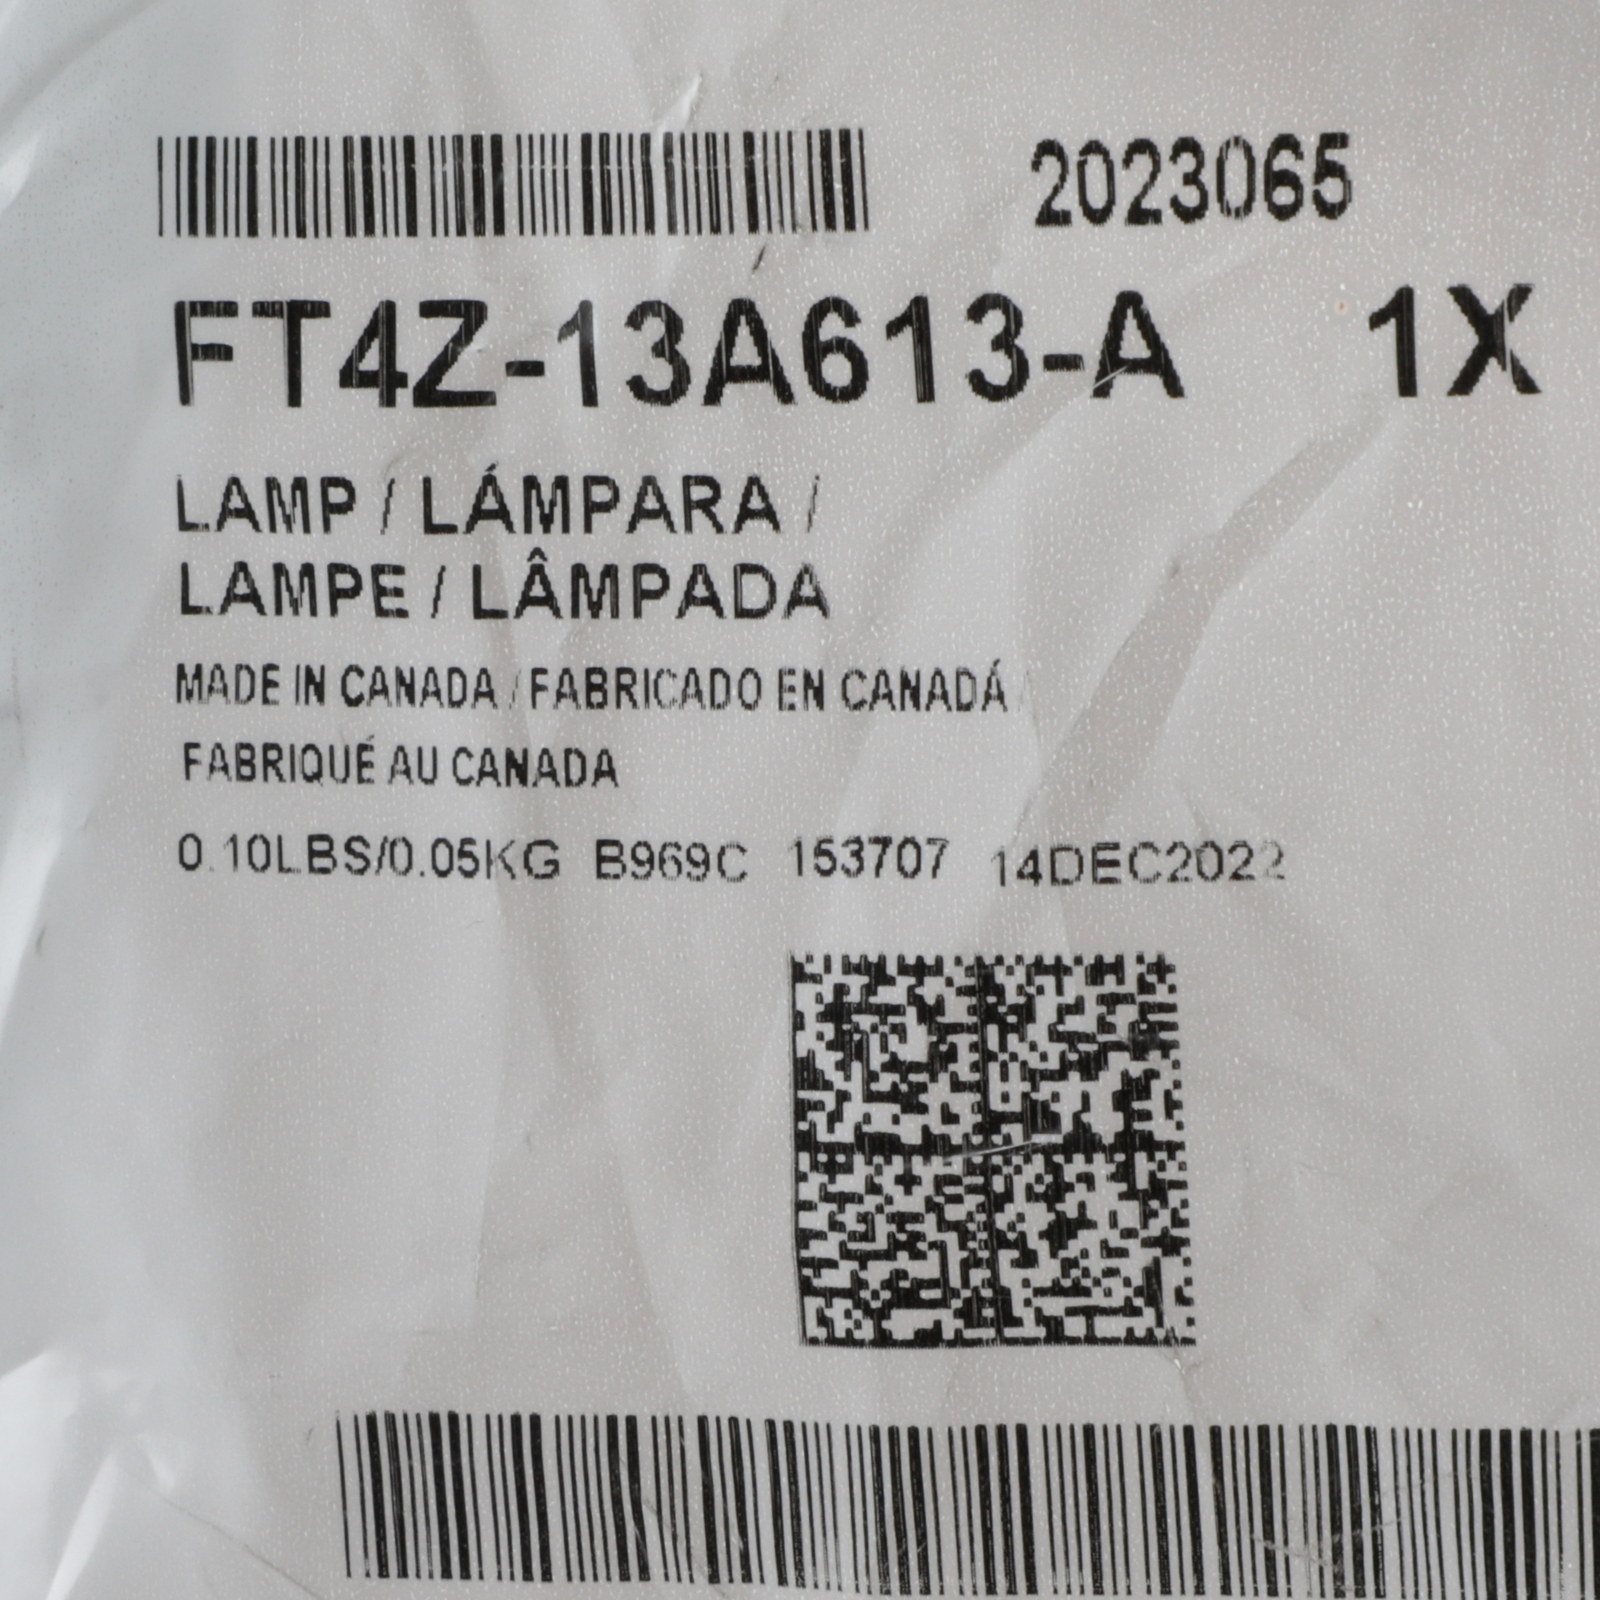 2023065
FT4Z-13A613-A 1X
LAMP / LÁMPARA /
LAMPE / LÂMPADA
MADE IN CANADA / FABRICADO EN CANADÁ /
FABRIQUÉ AU CANADA
0.10LBS/0.05KG B969C 153707 14DEC2022